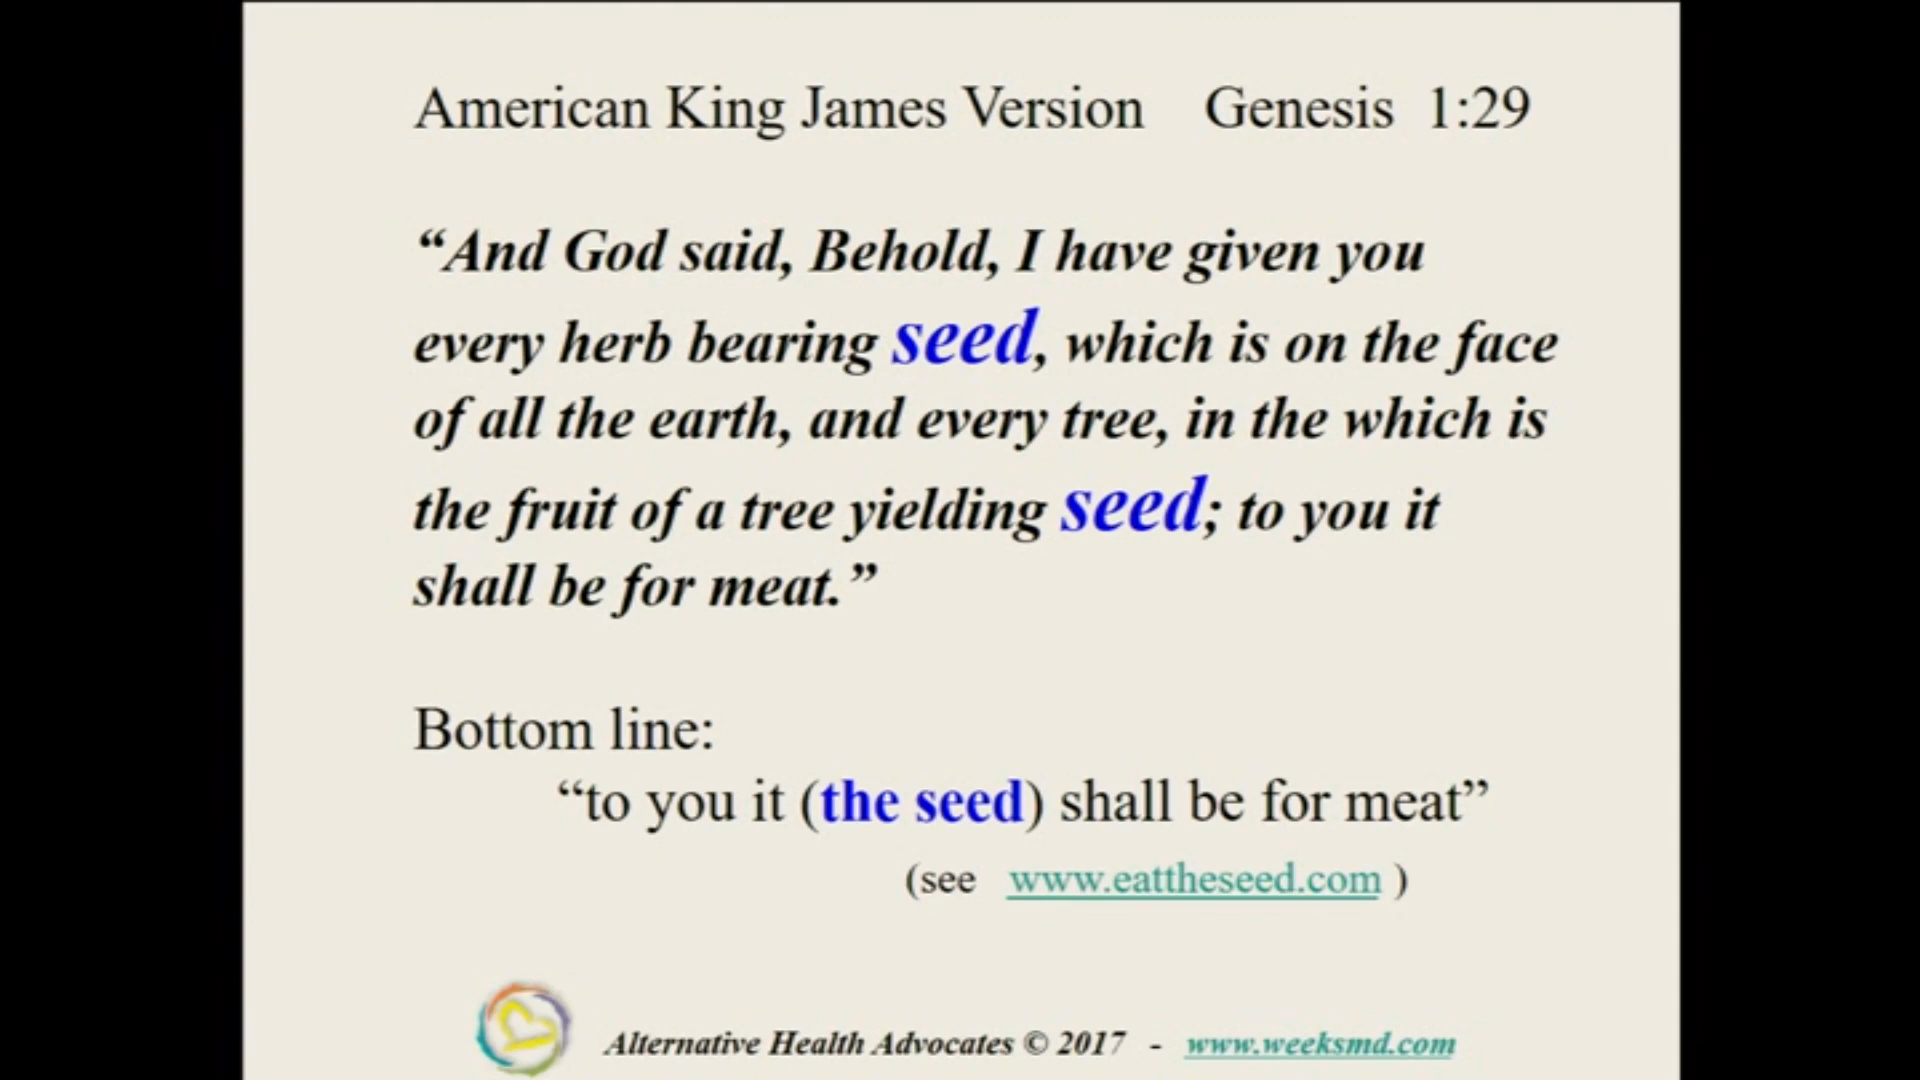 American King James Version Genesis 1:29
“And God said, Behold, I have given you
every herb bearing seed, which is on the face
of all the earth, and every tree, in the which is
the fruit of a tree yielding seed; to you it
shall be for meat.”
Bottom line:
“to you it (the seed) shall be for meat”
(see www.eattheseed.com )
Alternative Health Advocates © 2017 - www.weeksmd.com